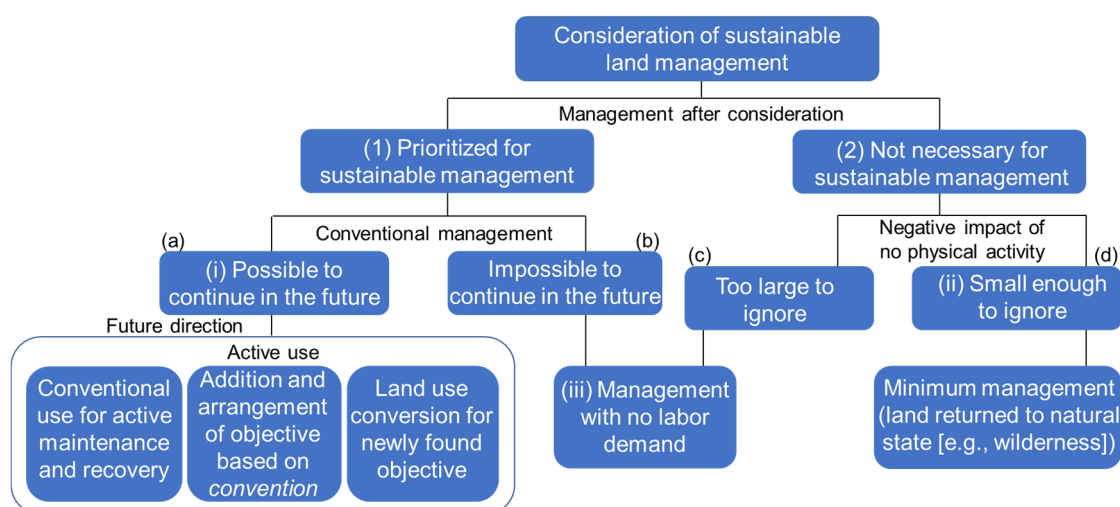 Consideration of sustainable
land management
Management after consideration
(1) Prioritized for
sustainable management
(2) Not necessary for
sustainable management
Conventional management
Negative impact of
no physical activity
(a)
(i) Possible to
continue in the future
(b)
Impossible to
continue in the future
(c)
Too large to
ignore
(d)
(ii) Small enough
to ignore
Future direction
Active use
Conventional
use for active
maintenance
and recovery
Addition and
arrangement
of objective
based on
convention
Land use
conversion for
newly found
objective
(iii) Management
with no labor
demand
Minimum management
(land returned to natural
state [e.g., wilderness])